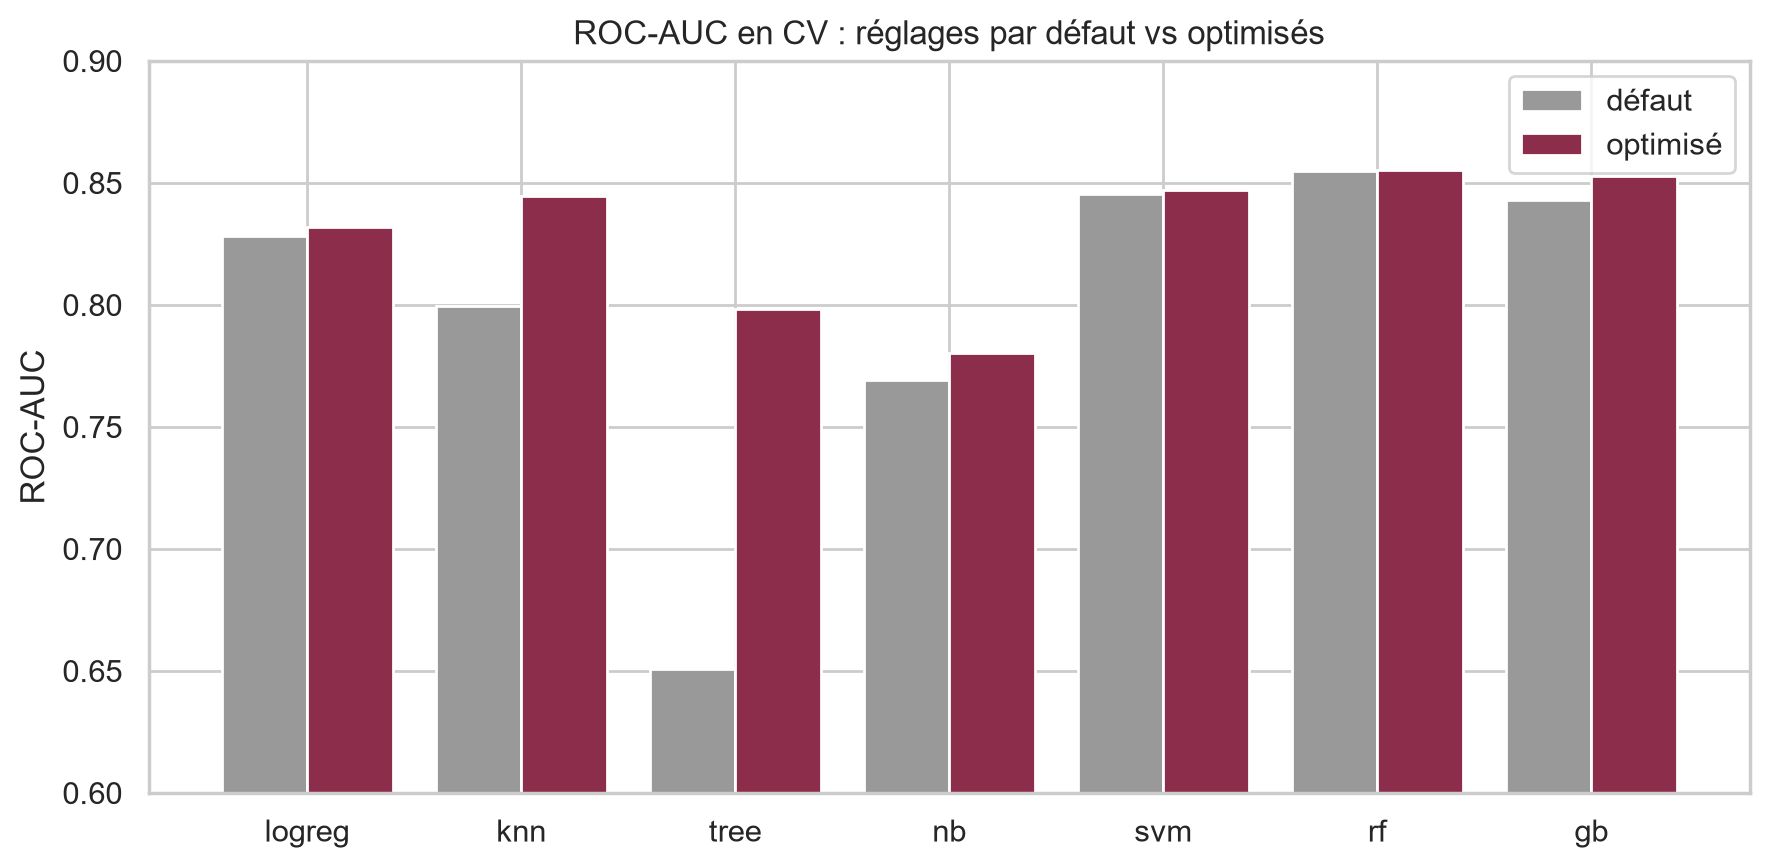 ROC-AUC en CV : réglages par défaut vs optimisés
défaut
optimisé
ROC-AUC
0.90
0.85
0.80
0.75
0.70
0.65
0.60
logreg knn tree nb svm rf gb